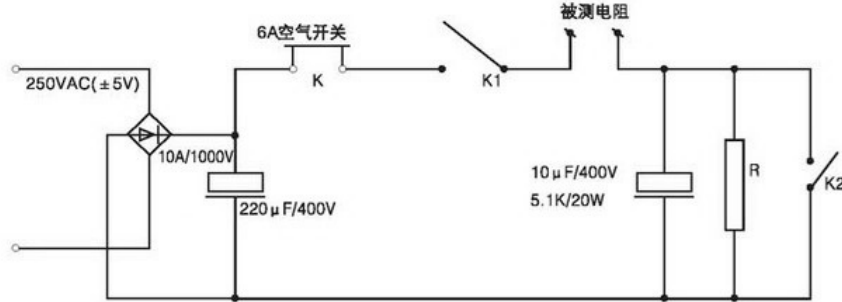 被测电阻
6A空气开关
250VAC(±5V)
K
K1
10A/1000V
10μF/400V
R
K2
5.1K/20W
220μF/400V